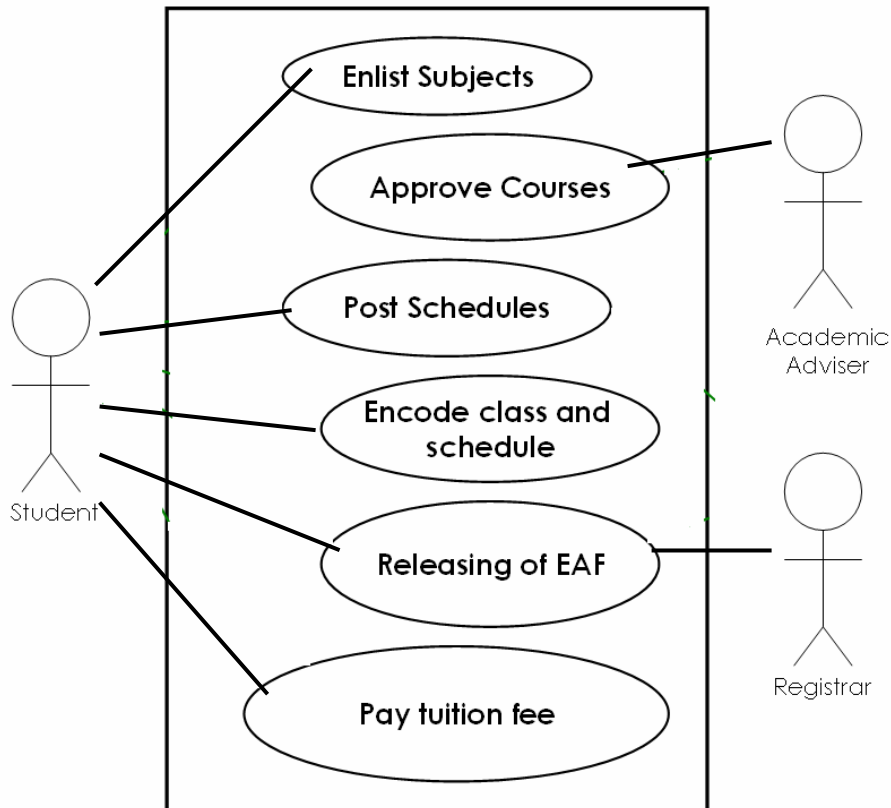 Enlist Subjects
Approve Courses
Post Schedules
Academic
Adviser
Encode class and
schedule
Student
Releasing of EAF
Registrar
Pay tuition fee